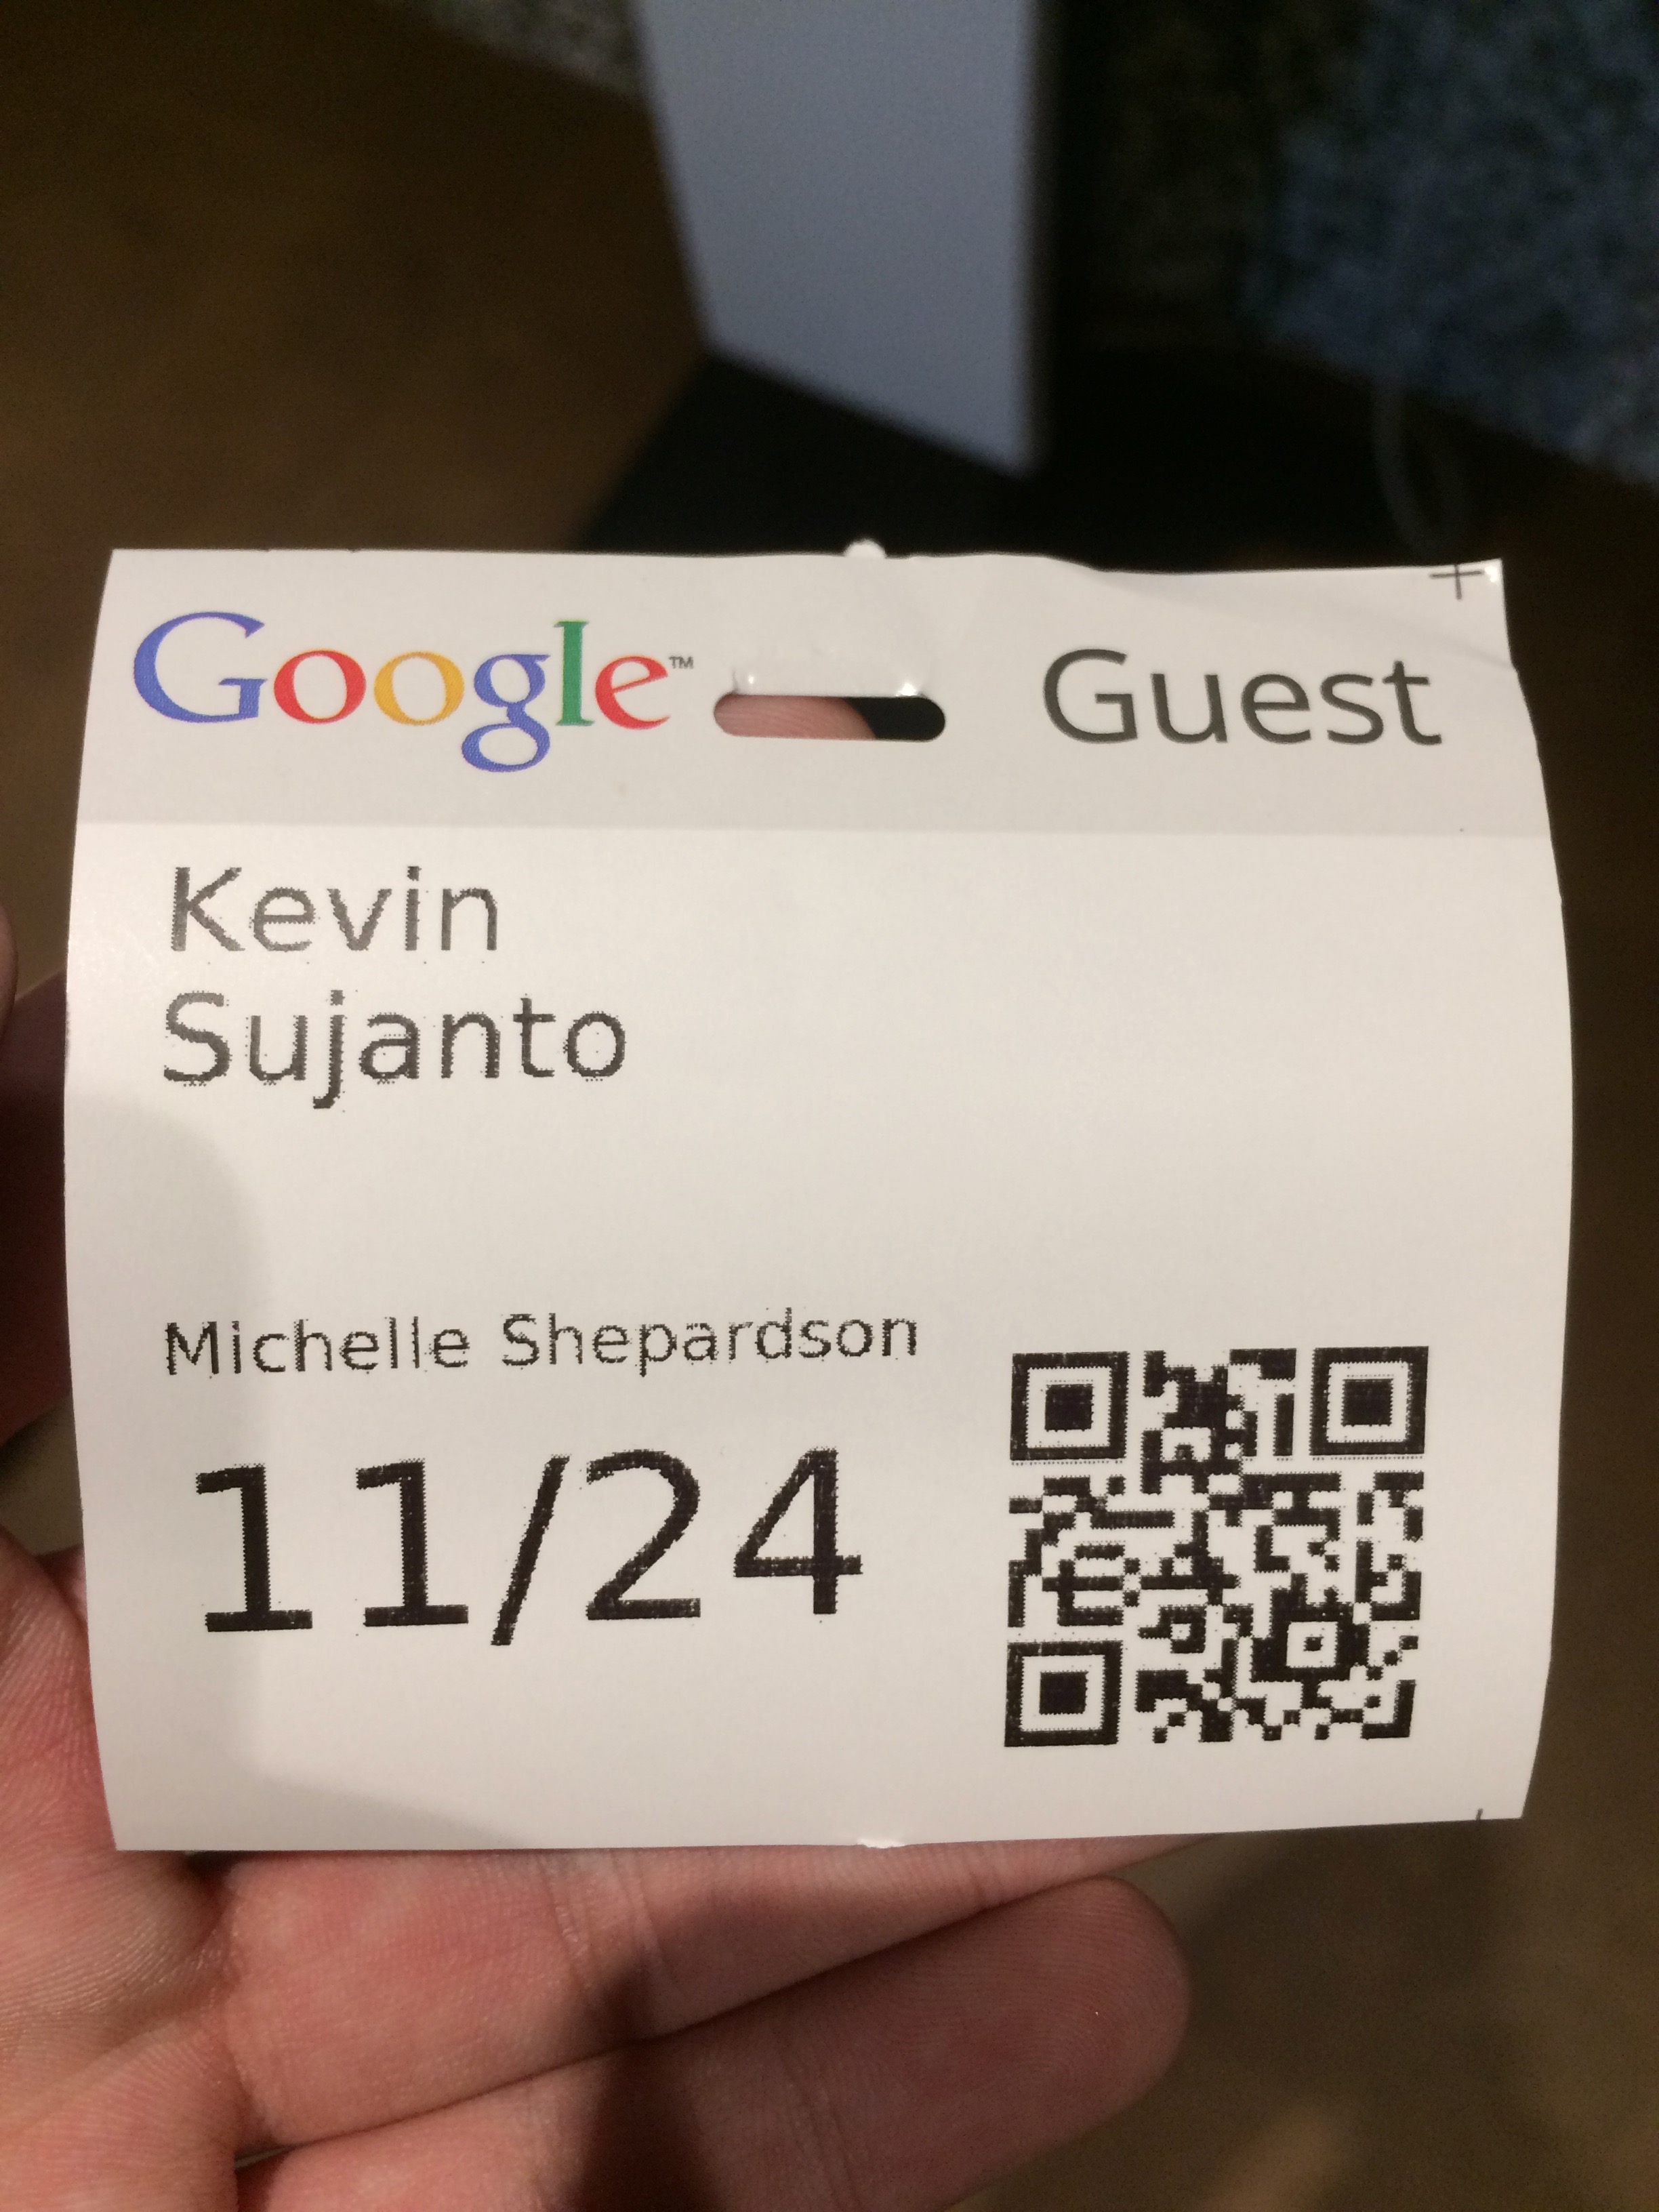 Google™ Guest
Kevin
Sujanto
Michelle Shepardson
11/24